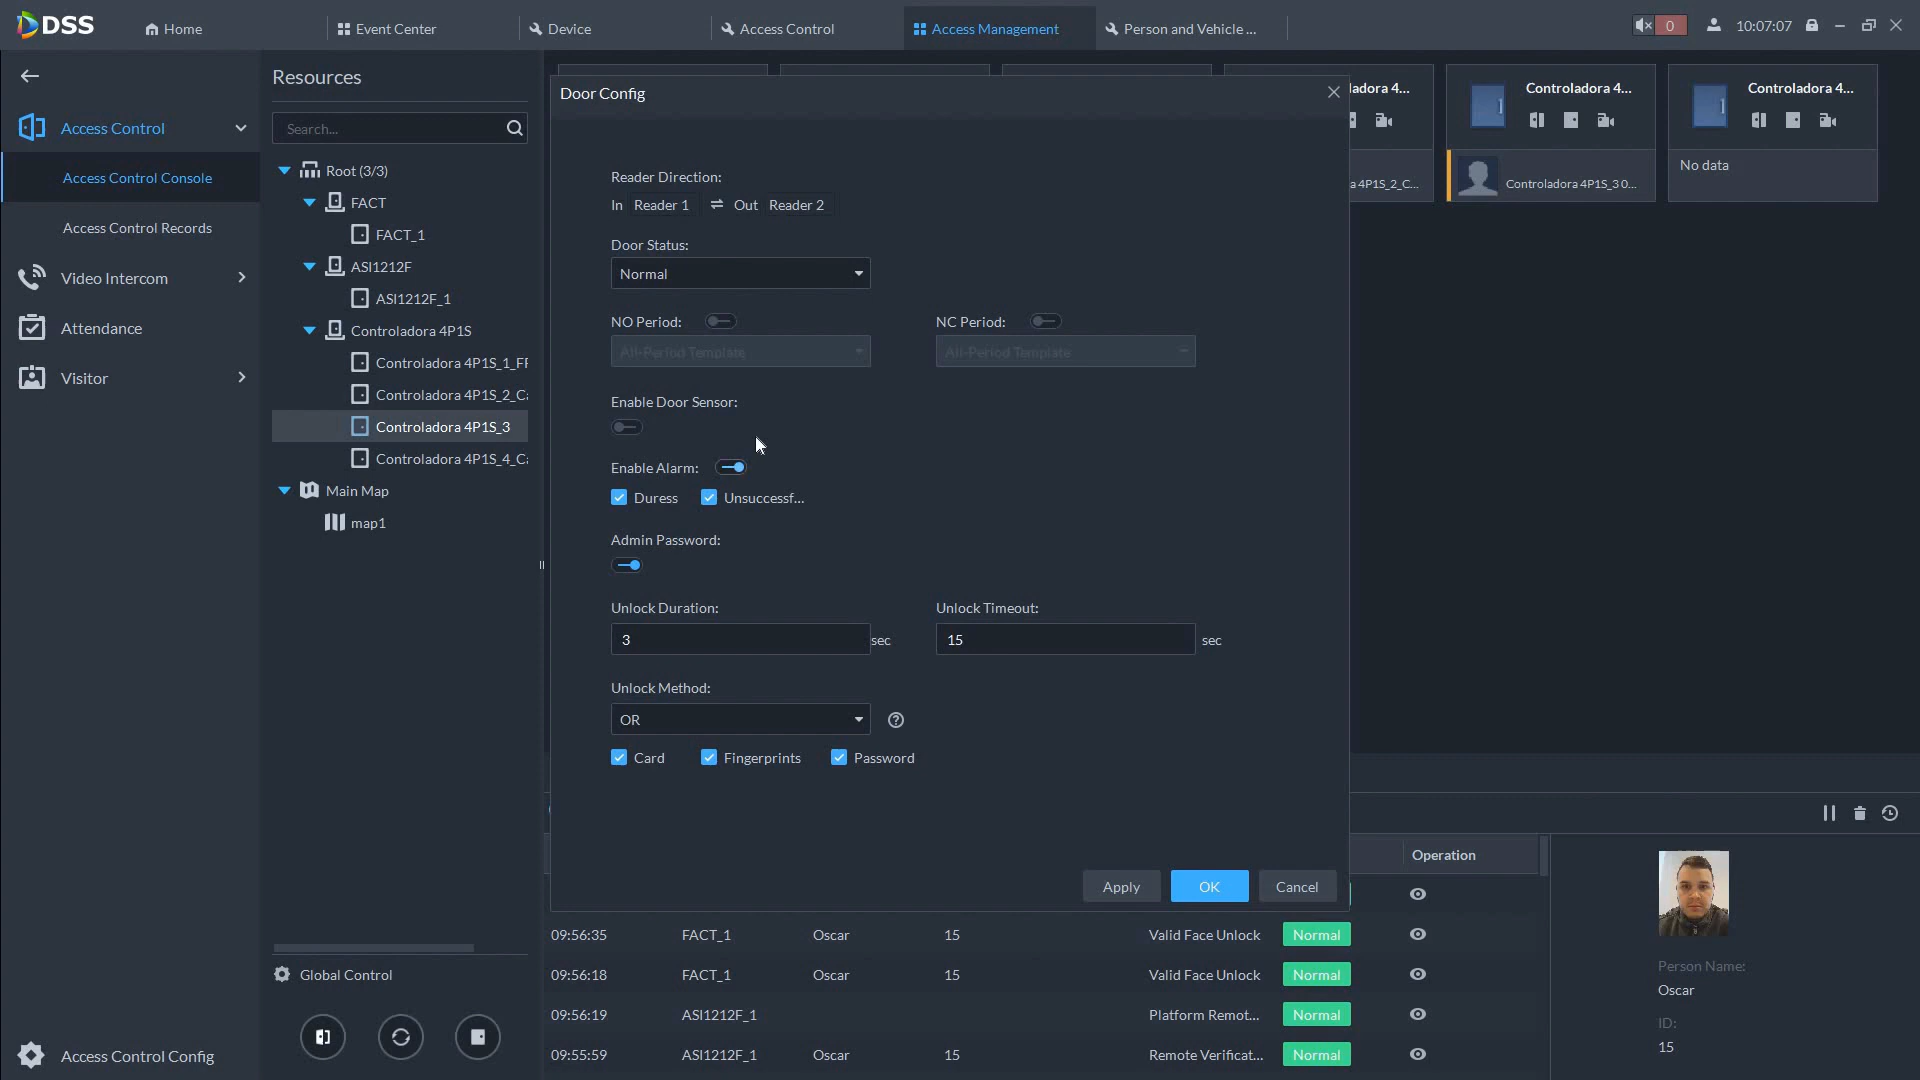 DSS
Home
Event Center
Device
Access Control
Access Management
Person and Vehicle ...
0
10:07:07
Access Control
Access Control Console
Access Control Records
Video Intercom
Attendance
Visitor
Access Control Config
Resources
Search...
Root (3/3)
FACT
FACT_1
ASI1212F
ASI1212F_1
Controladora 4P1S
Controladora 4P1S_1_FF
Controladora 4P1S_2_Ca
Controladora 4P1S_3
Controladora 4P1S_4_Ca
Main Map
map1
Global Control
adora 4...
a 4P1S_2_C...
Controladora 4...
Controladora 4P1S_3 0...
Controladora 4...
No data
Door Config
Reader Direction:
In Reader 1 Out Reader 2
Door Status:
Normal
NO Period:
All-Period Template
NC Period:
All-Period Template
Enable Door Sensor:
Enable Alarm:
Duress Unsuccessf...
Admin Password:
Unlock Duration:
3 sec
Unlock Timeout:
15 sec
Unlock Method:
OR
Card Fingerprints Password
Apply OK Cancel
Operation
09:56:35 FACT_1 Oscar 15 Valid Face Unlock Normal
09:56:18 FACT_1 Oscar 15 Valid Face Unlock Normal
09:56:19 ASI1212F_1 Platform Remot... Normal
09:55:59 ASI1212F_1 Oscar 15 Remote Verificat... Normal
Person Name:
Oscar
ID:
15